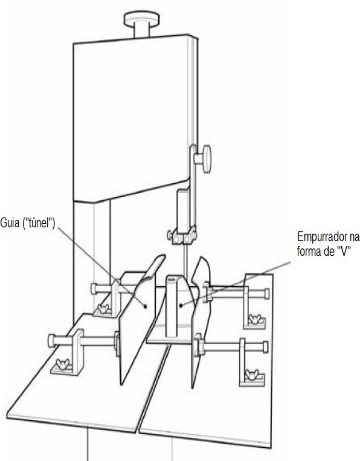 Guia ("túnel")
Empurrador na
forma de "V"